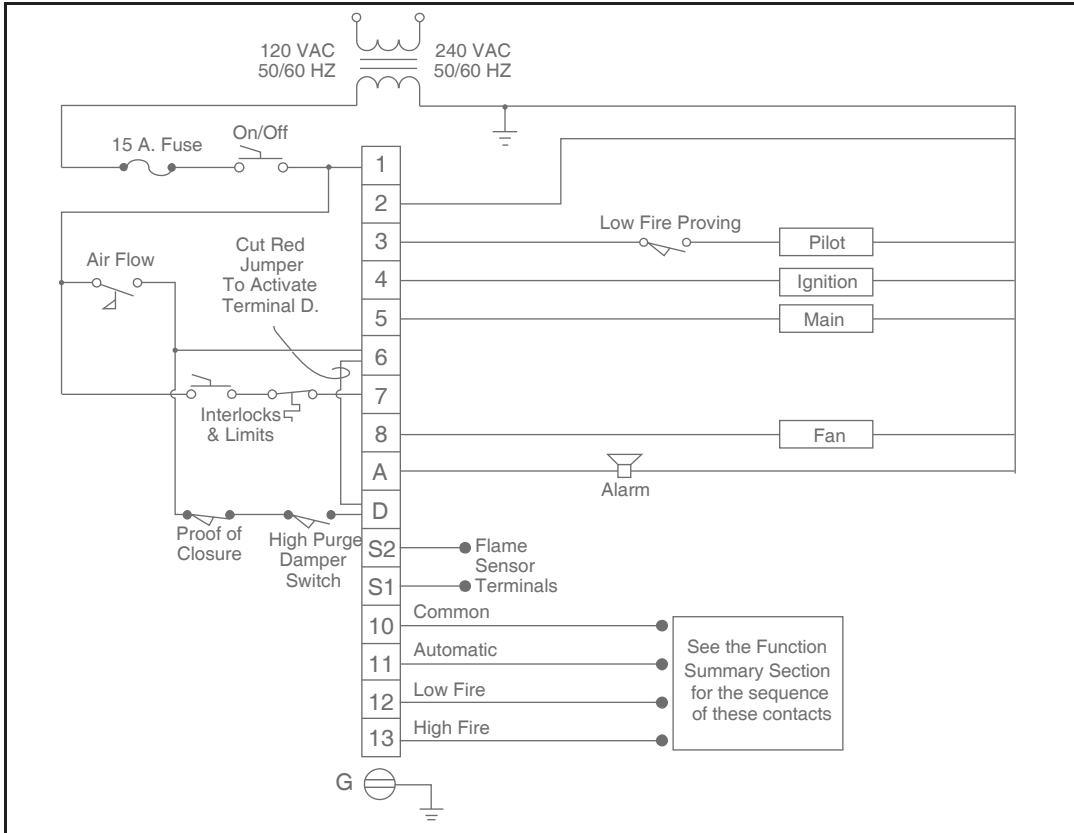 120 VAC
50/60 HZ
240 VAC
50/60 HZ
15 A. Fuse
On/Off
Air Flow
Cut Red
Jumper
To Activate
Terminal D.
Interlocks
& Limits
Proof of
Closure
High Purge
Damper
Switch
1
2
3
4
5
6
7
8
A
D
S2
S1
10
11
12
13
G
Low Fire Proving
Pilot
Ignition
Main
Fan
Alarm
Flame
Sensor
Terminals
Common
Automatic
Low Fire
High Fire
See the Function
Summary Section
for the sequence
of these contacts